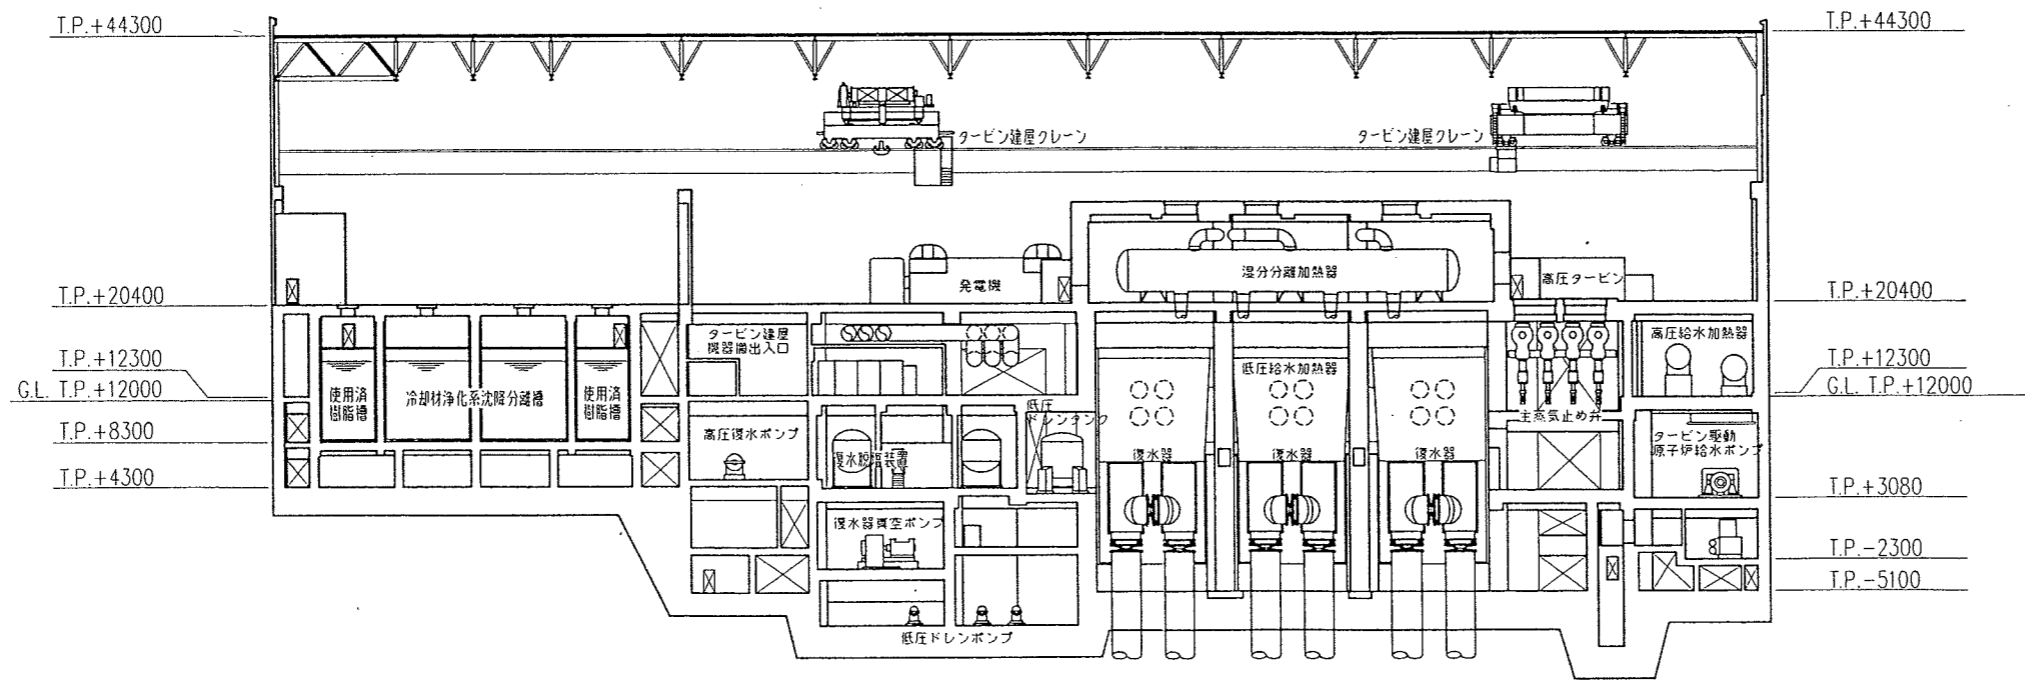 T.P.+44300
T.P.+44300
タービン建屋クレーン
タービン建屋クレーン
湿分分離加熱器
発電機
高圧タービン
T.P.+20400
T.P.+20400
タービン建屋
機器搬出入口
高圧給水加熱器
T.P.+12300
T.P.+12300
低圧給水加熱器
G.L. T.P.+12000
G.L. T.P.+12000
使用済
樹脂槽
冷却材浄化系沈降分離槽
使用済
樹脂槽
低圧
ドレンタンク
主蒸気止め弁
T.P.+8300
高圧復水ポンプ
タービン駆動
原子炉給水ポンプ
復水器
復水器
復水器
T.P.+4300
T.P.+3080
復水器真空ポンプ
T.P.-2300
T.P.-5100
低圧ドレンポンプ